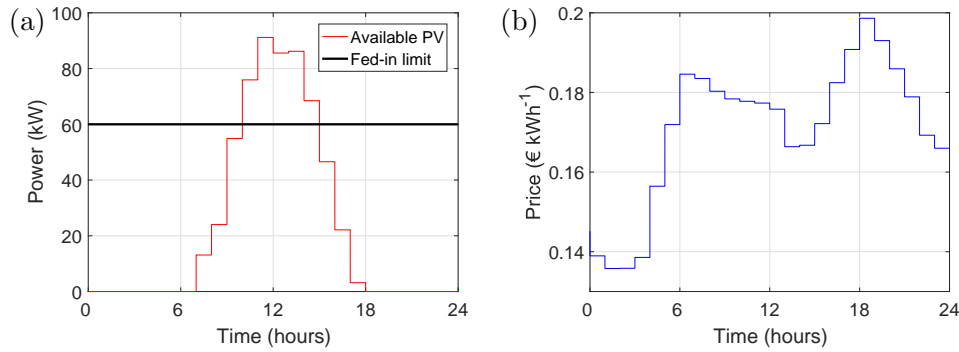 (a)
Available PV
Fed-in limit
Power (kW)
100
80
60
40
20
0
0
6
12
18
24
Time (hours)
(b)
Price (€ kWh⁻¹)
0.2
0.18
0.16
0.14
0
6
12
18
24
Time (hours)